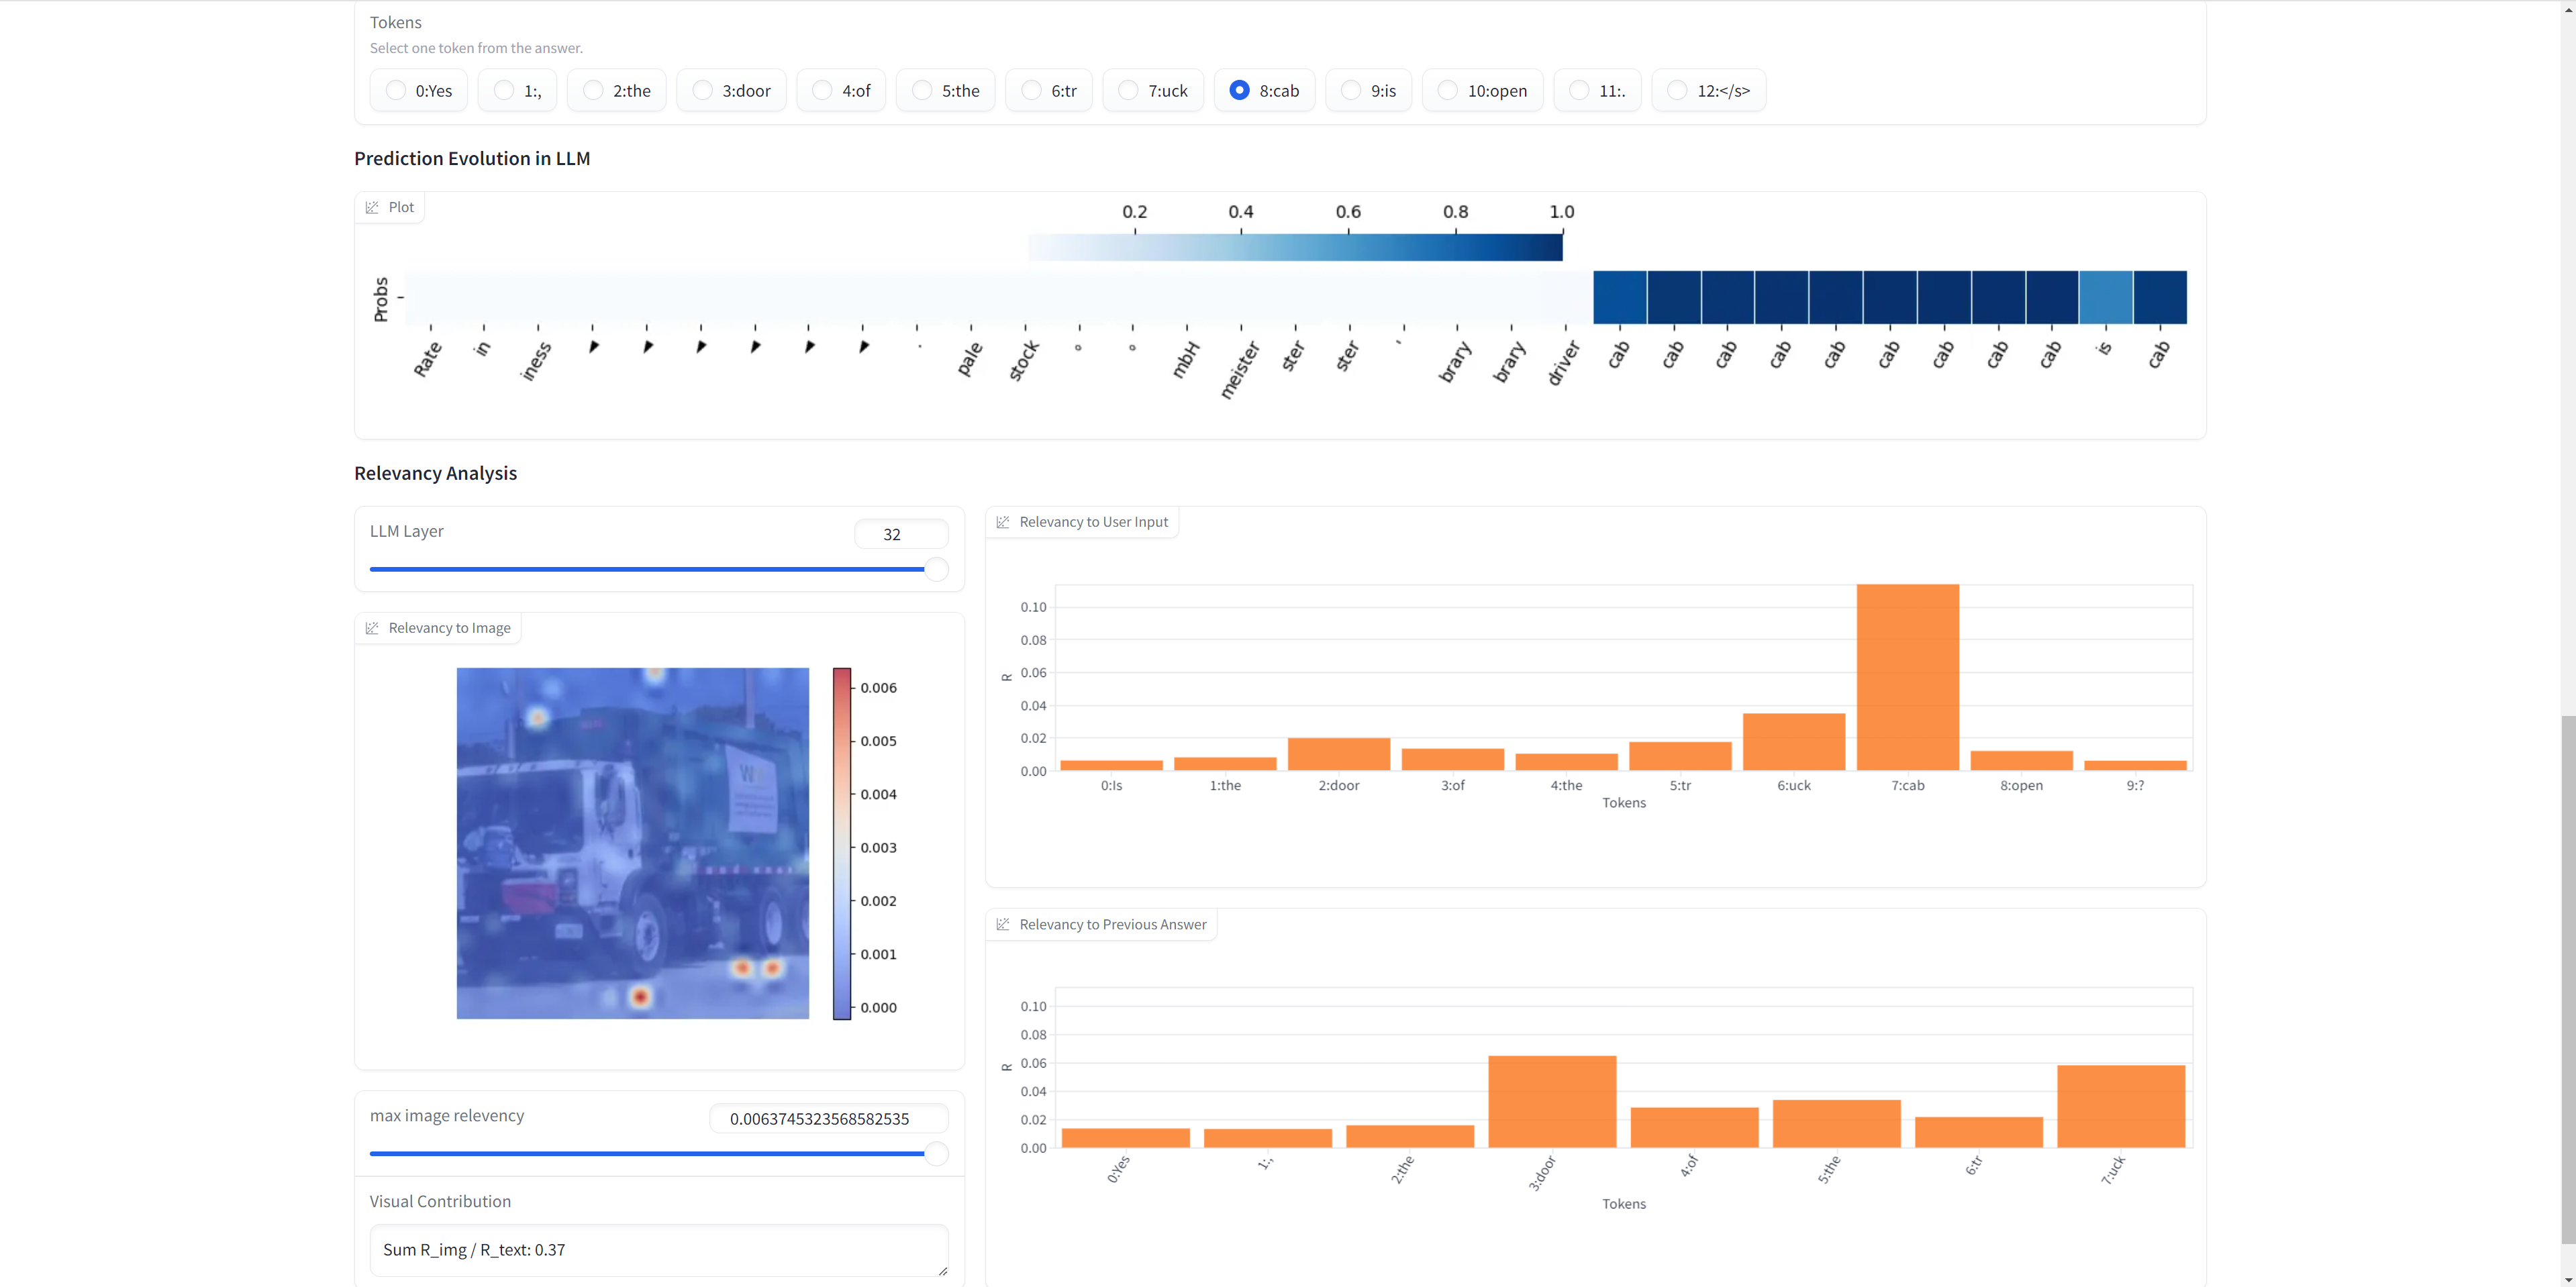 Tokens
Select one token from the answer.
0:Yes 1:, 2:the 3:door 4:of 5:the 6:tr 7:uck 8:cab 9:is 10:open 11:. 12:</s>
Prediction Evolution in LLM
Plot
0.2 0.4 0.6 0.8 1.0
Probs
Rate in iness . pale stock ° ° mbH meister ster ster ' brary brary driver cab cab cab cab cab cab cab cab cab is cab
Relevancy Analysis
LLM Layer
32
Relevancy to Image
0.006
0.005
0.004
0.003
0.002
0.001
0.000
W
max image relevency
0.0063745323568582535
Visual Contribution
Sum R_img / R_text: 0.37
Relevancy to User Input
R
0.10
0.08
0.06
0.04
0.02
0.00
0:Is 1:the 2:door 3:of 4:the 5:tr 6:uck 7:cab 8:open 9:?
Tokens
Relevancy to Previous Answer
R
0.10
0.08
0.06
0.04
0.02
0.00
0:Yes 1:, 2:the 3:door 4:of 5:the 6:tr 7:uck
Tokens